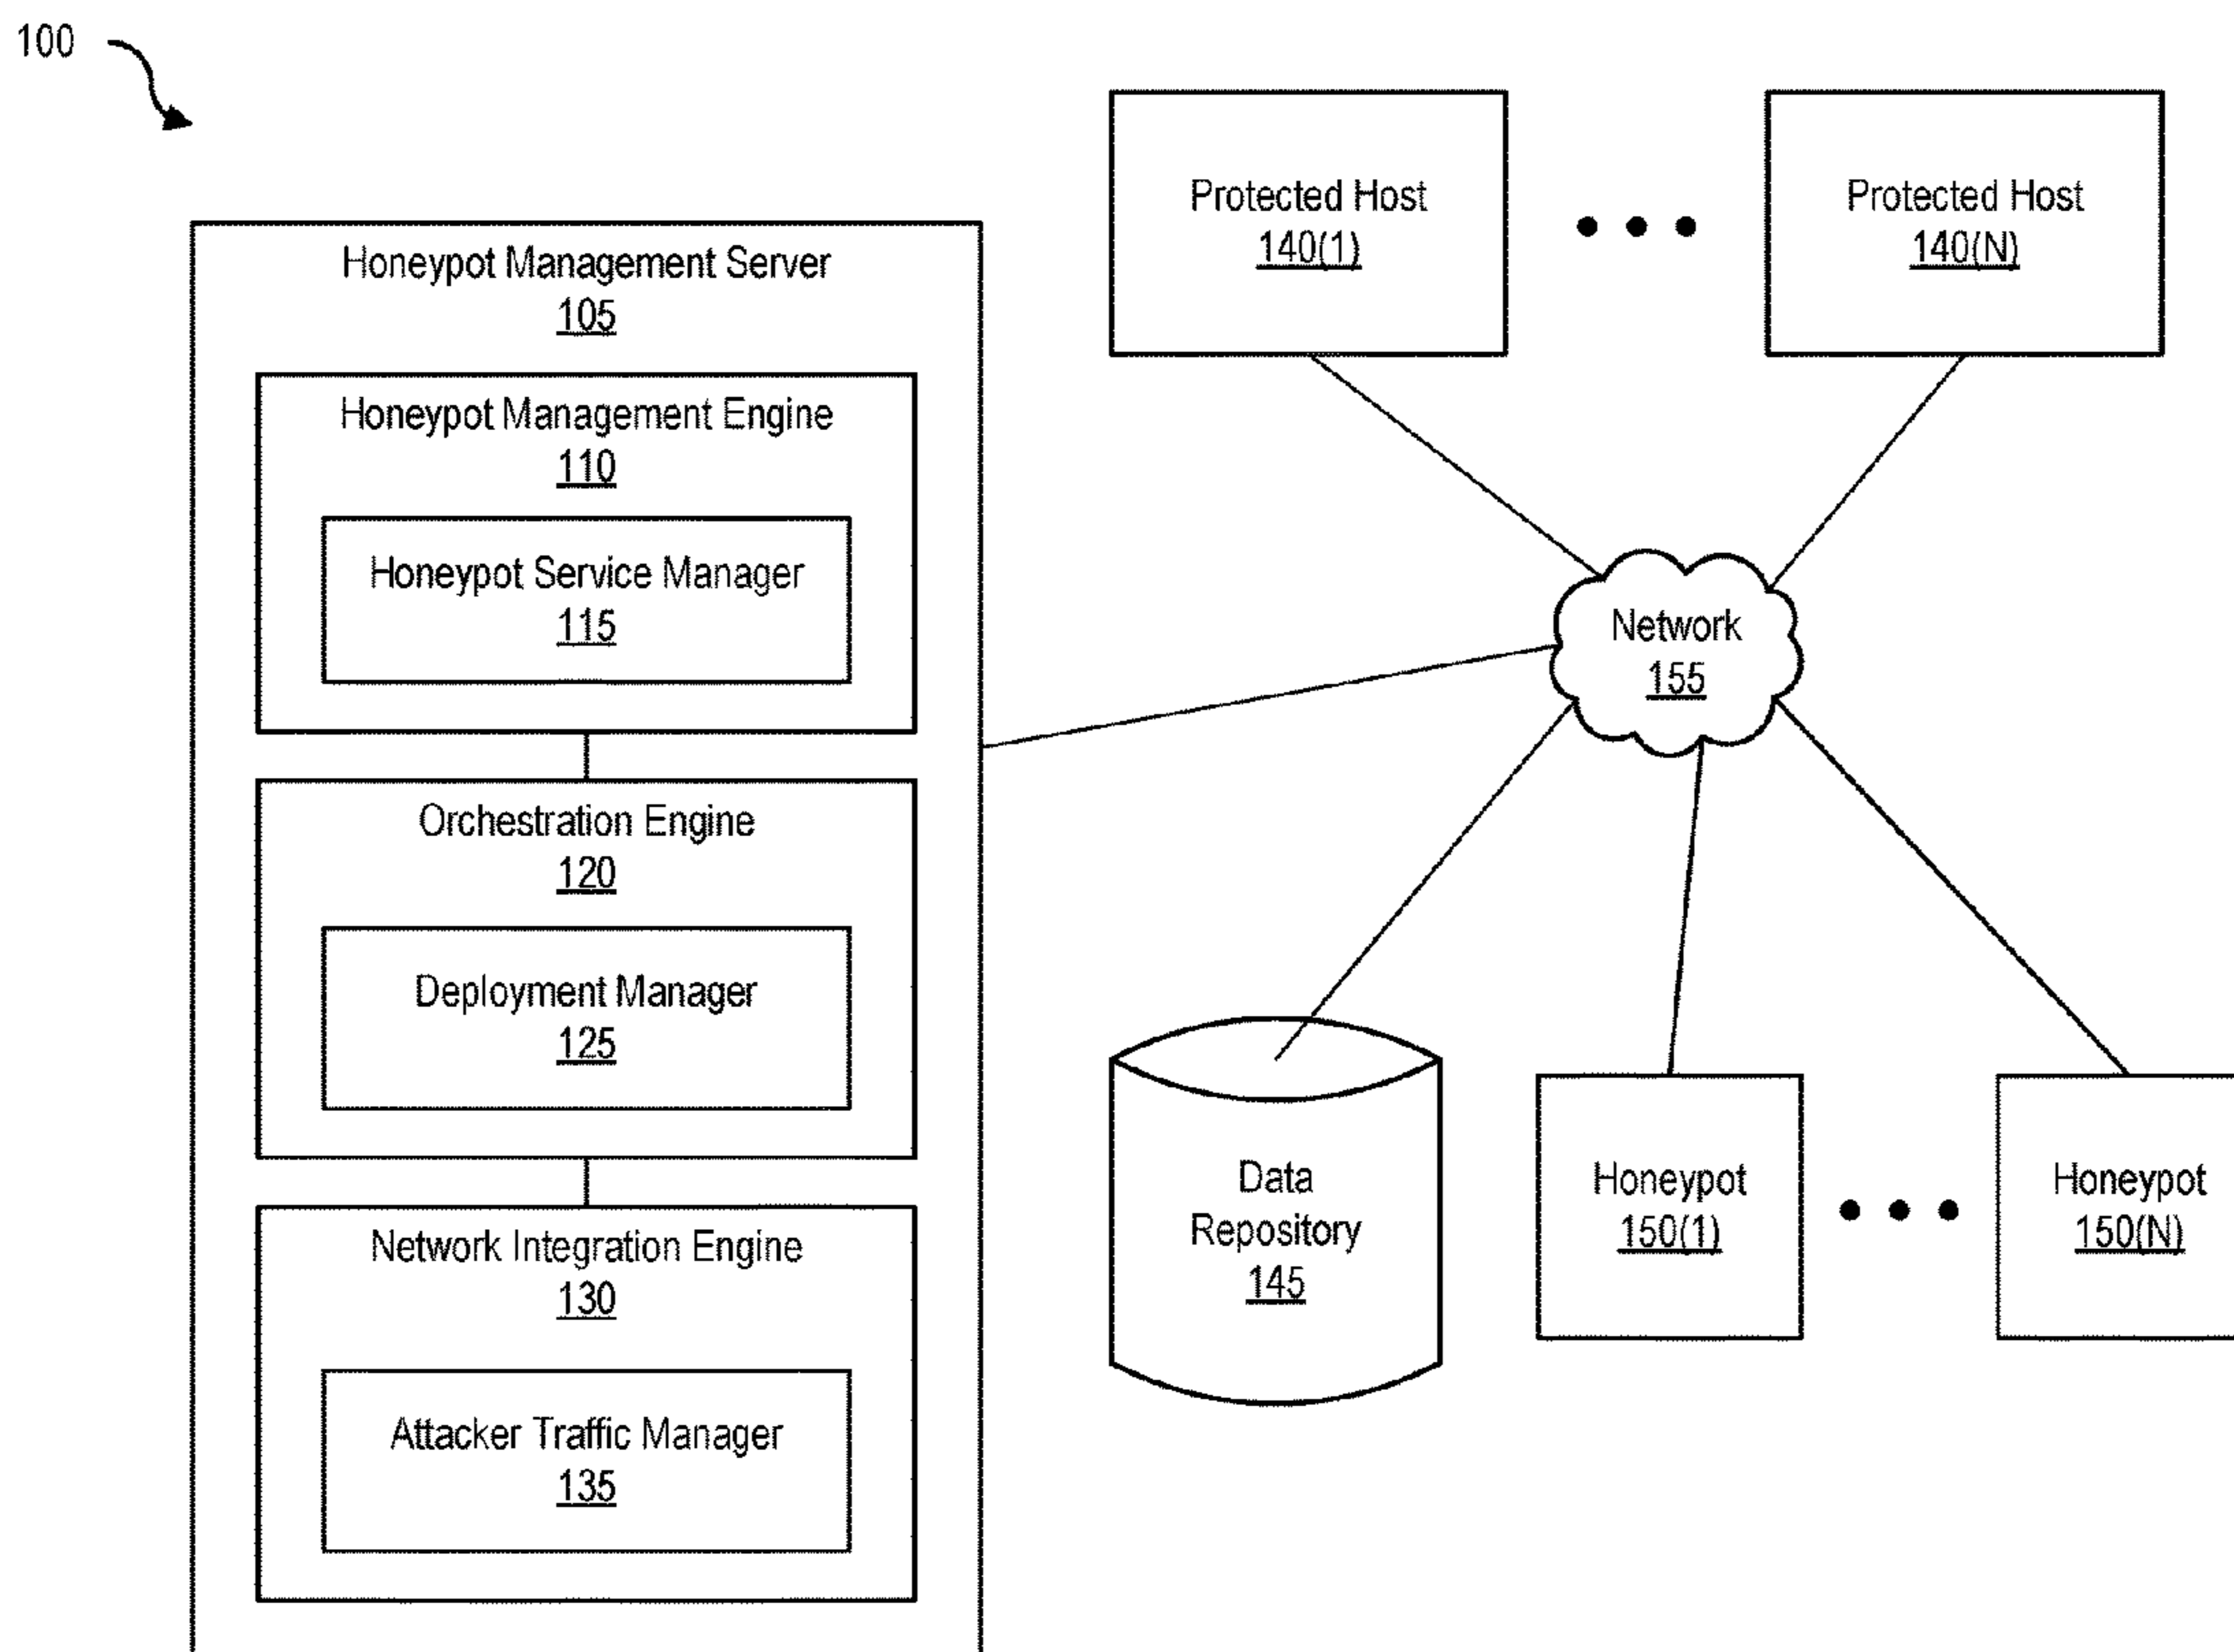 100
Honeypot Management Server
105
Honeypot Management Engine
110
Honeypot Service Manager
115
Orchestration Engine
120
Deployment Manager
125
Network Integration Engine
130
Attacker Traffic Manager
135
Protected Host
140(1)
Protected Host
140(N)
Network
155
Data
Repository
145
Honeypot
150(1)
Honeypot
150(N)